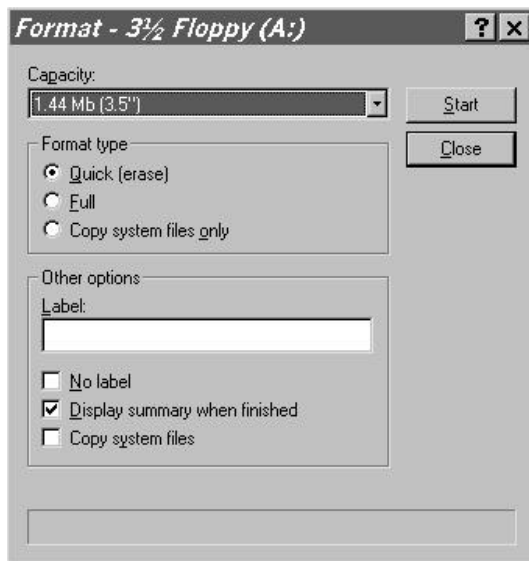 Format - 3½ Floppy (A:)
? ×
Capacity:
1.44 Mb (3.5")
Start
Close
Format type
Quick (erase)
Full
Copy system files only
Other options
Label:
No label
Display summary when finished
Copy system files